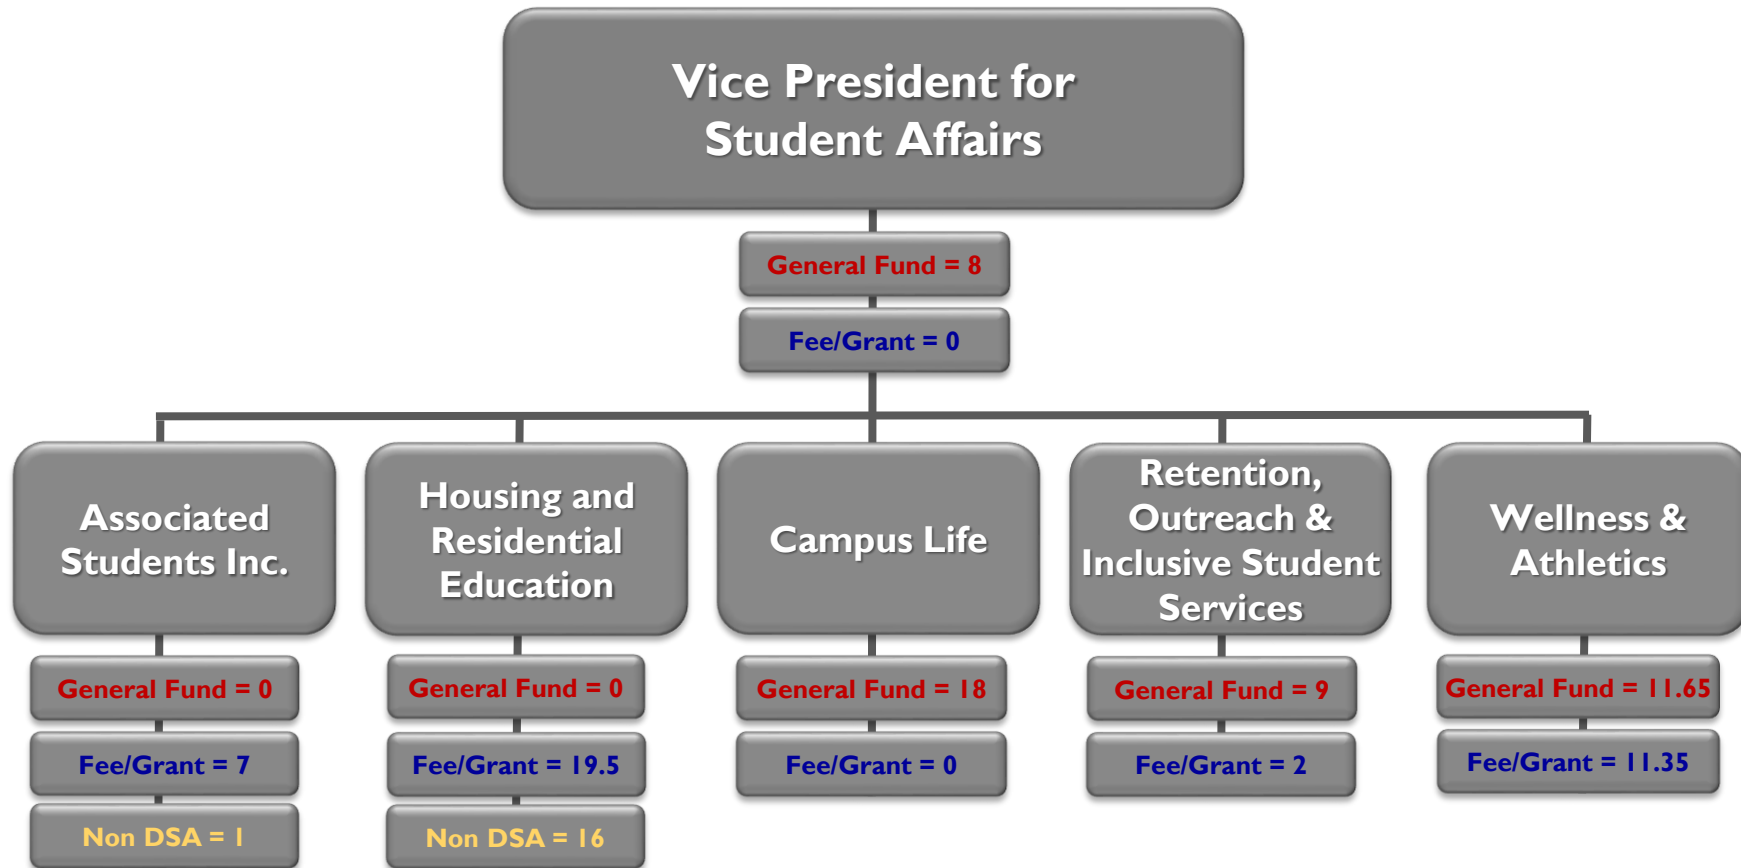 Vice President for
Student Affairs
General Fund = 8
Fee/Grant = 0
Associated
Students Inc.
General Fund = 0
Fee/Grant = 7
Non DSA = 1
Housing and
Residential
Education
General Fund = 0
Fee/Grant = 19.5
Non DSA = 16
Campus Life
General Fund = 18
Fee/Grant = 0
Retention,
Outreach &
Inclusive Student
Services
General Fund = 9
Fee/Grant = 2
Wellness &
Athletics
General Fund = 11.65
Fee/Grant = 11.35